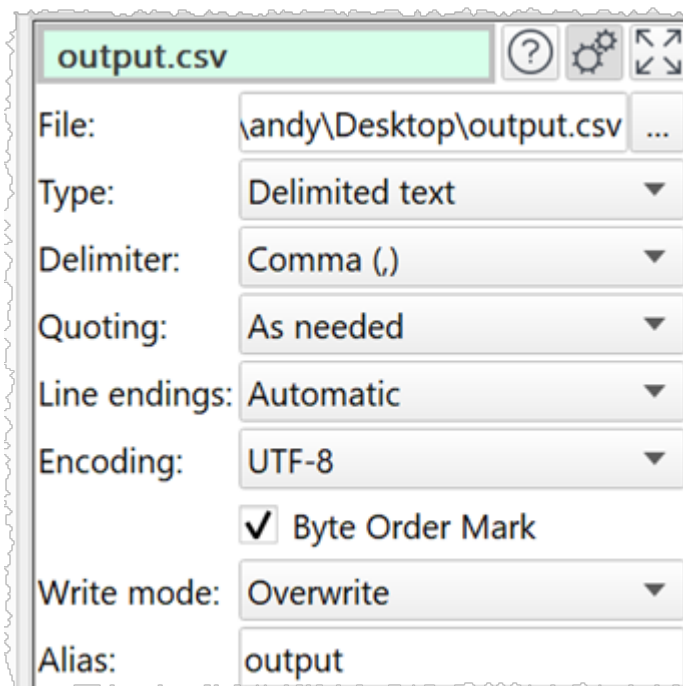 output.csv
File: \andy\Desktop\output.csv ...
Type: Delimited text
Delimiter: Comma (,)
Quoting: As needed
Line endings: Automatic
Encoding: UTF-8
Byte Order Mark
Write mode: Overwrite
Alias: output